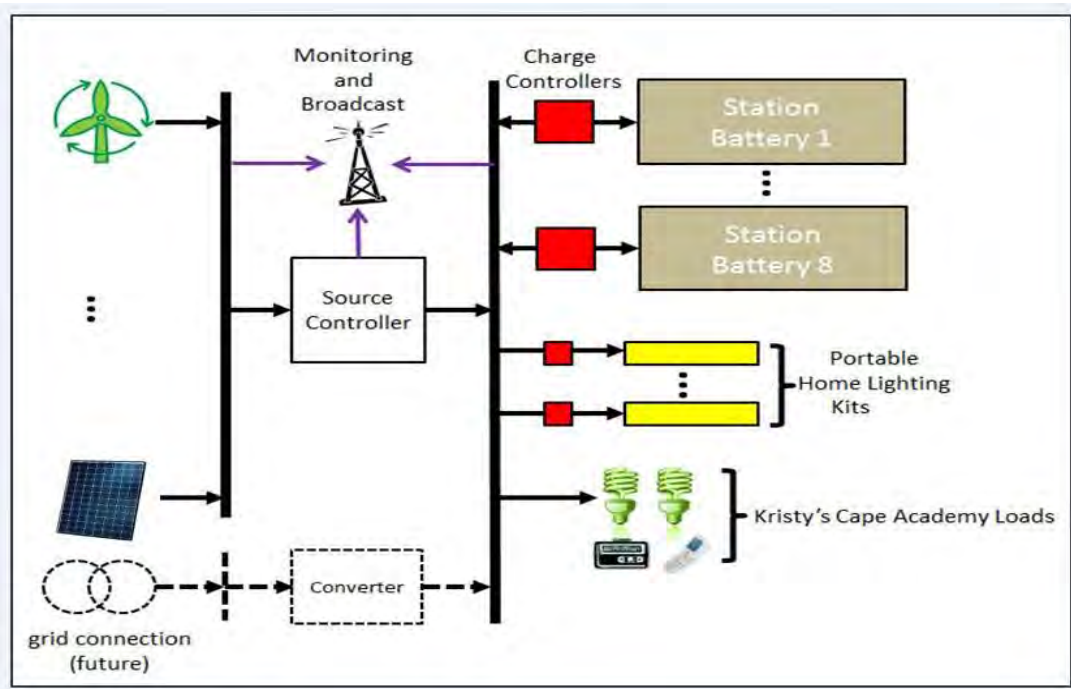 Monitoring
and
Broadcast
Charge
Controllers
Station
Battery 1
Station
Battery 8
Source
Controller
Portable
Home Lighting
Kits
Kristy's Cape Academy Loads
Converter
grid connection
(future)